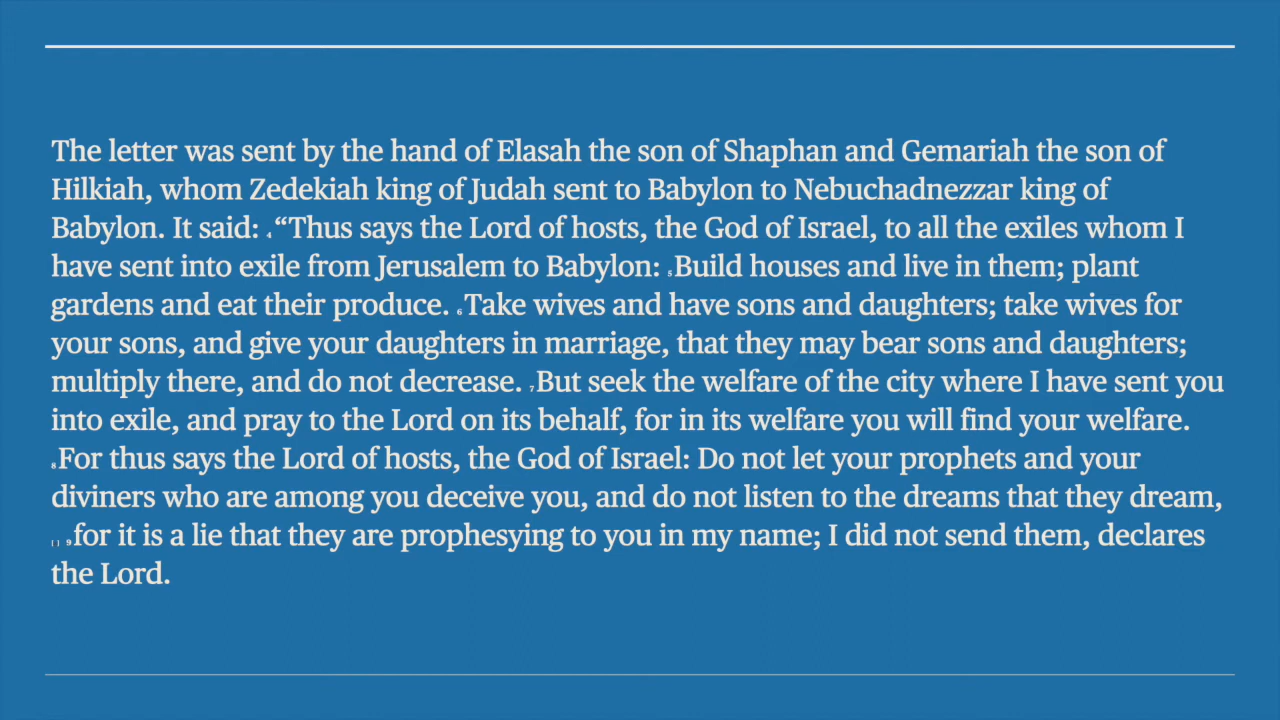 The letter was sent by the hand of Elasah the son of Shaphan and Gemariah the son of
Hilkiah, whom Zedekiah king of Judah sent to Babylon to Nebuchadnezzar king of
Babylon. It said: 4“Thus says the Lord of hosts, the God of Israel, to all the exiles whom I
have sent into exile from Jerusalem to Babylon: 5Build houses and live in them; plant
gardens and eat their produce. 6Take wives and have sons and daughters; take wives for
your sons, and give your daughters in marriage, that they may bear sons and daughters;
multiply there, and do not decrease. 7But seek the welfare of the city where I have sent you
into exile, and pray to the Lord on its behalf, for in its welfare you will find your welfare.
8For thus says the Lord of hosts, the God of Israel: Do not let your prophets and your
diviners who are among you deceive you, and do not listen to the dreams that they dream,
9for it is a lie that they are prophesying to you in my name; I did not send them, declares
the Lord.